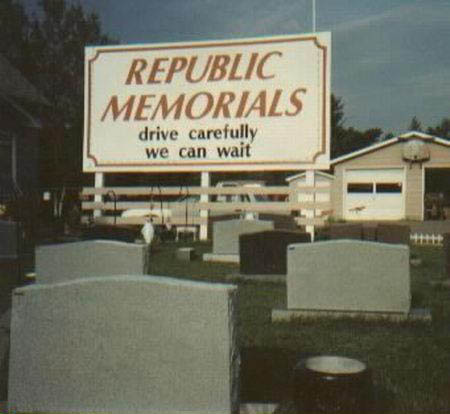 REPUBLIC
MEMORIALS
drive carefully
we can wait